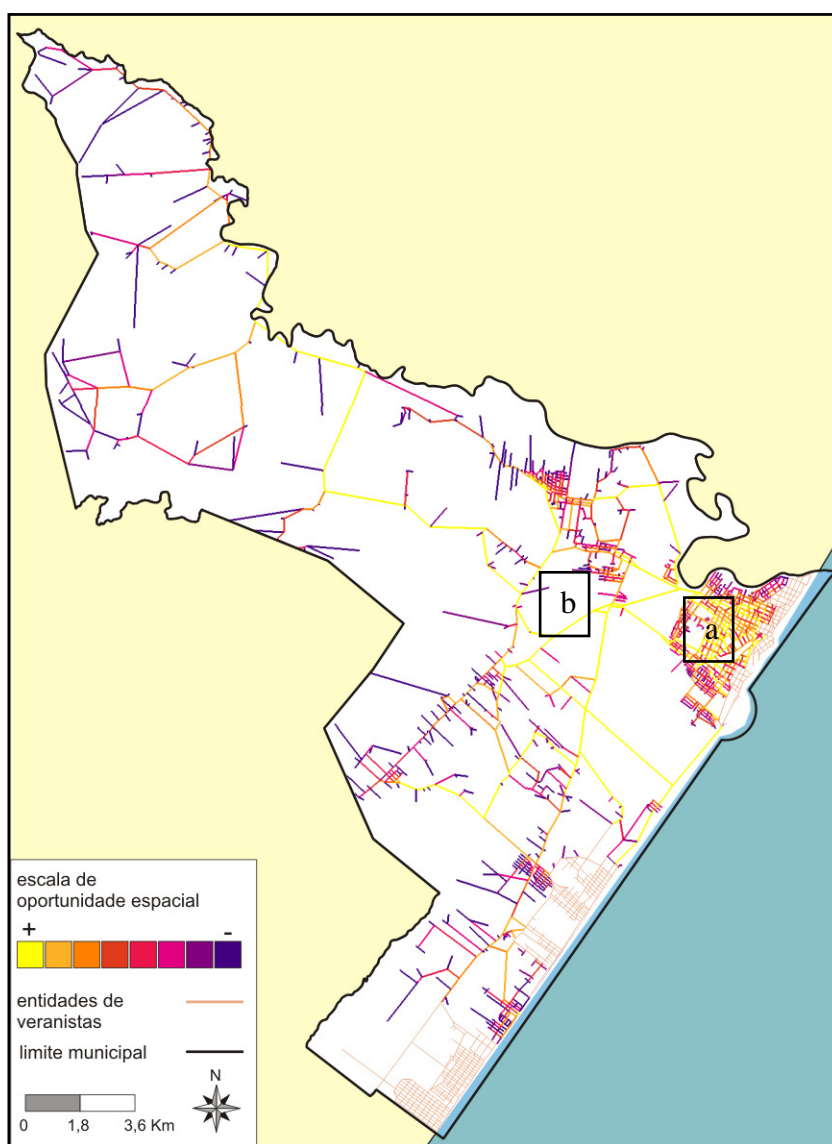 b
a
escala de
oportunidade espacial
+ -
entidades de
veranistas
limite municipal
N
0 1,8 3,6 Km